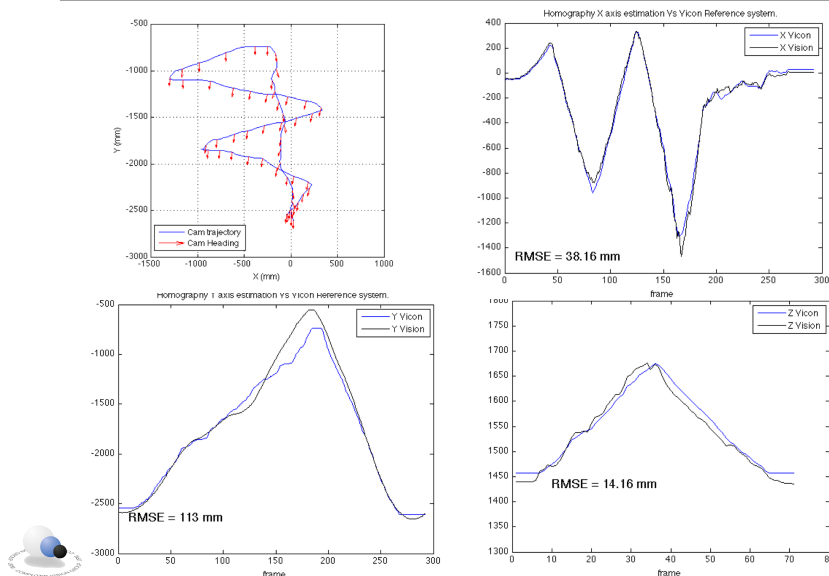 Homography X axis estimation Vs Vicon Reference system.
X Vicon
X Vision
400
200
0
-200
-400
-600
-800
-1000
-1200
-1400
-1600
RMSE = 38.16 mm
0 50 100 150 200 250 300
frame
-500
-1000
-1500
-2000
-2500
-3000
Y (mm)
Cam trajectory
Cam Heading
-1500 -1000 -500 0 500 1000
X (mm)
Homography Y axis estimation Vs Vicon Reference system.
Y Vicon
Y Vision
-500
-1000
-1500
-2000
-2500
-3000
RMSE = 113 mm
0 50 100 150 200 250 300
frame
Z Vicon
Z Vision
1800
1750
1700
1650
1600
1550
1500
1450
1400
1350
1300
RMSE = 14.16 mm
0 10 20 30 40 50 60 70 80
frame